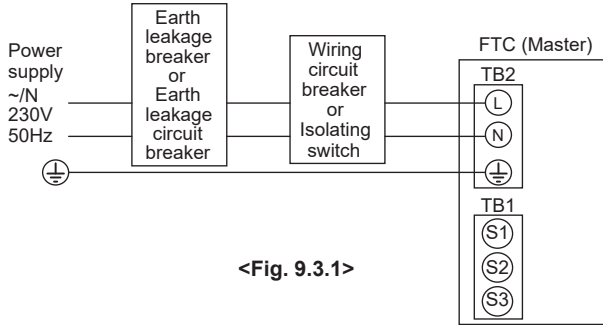 Power
supply
~/N
230V
50Hz
Earth
leakage
breaker
or
Earth
leakage
circuit
breaker
Wiring
circuit
breaker
or
Isolating
switch
FTC (Master)
TB2
L
N
TB1
S1
S2
S3
<Fig. 9.3.1>